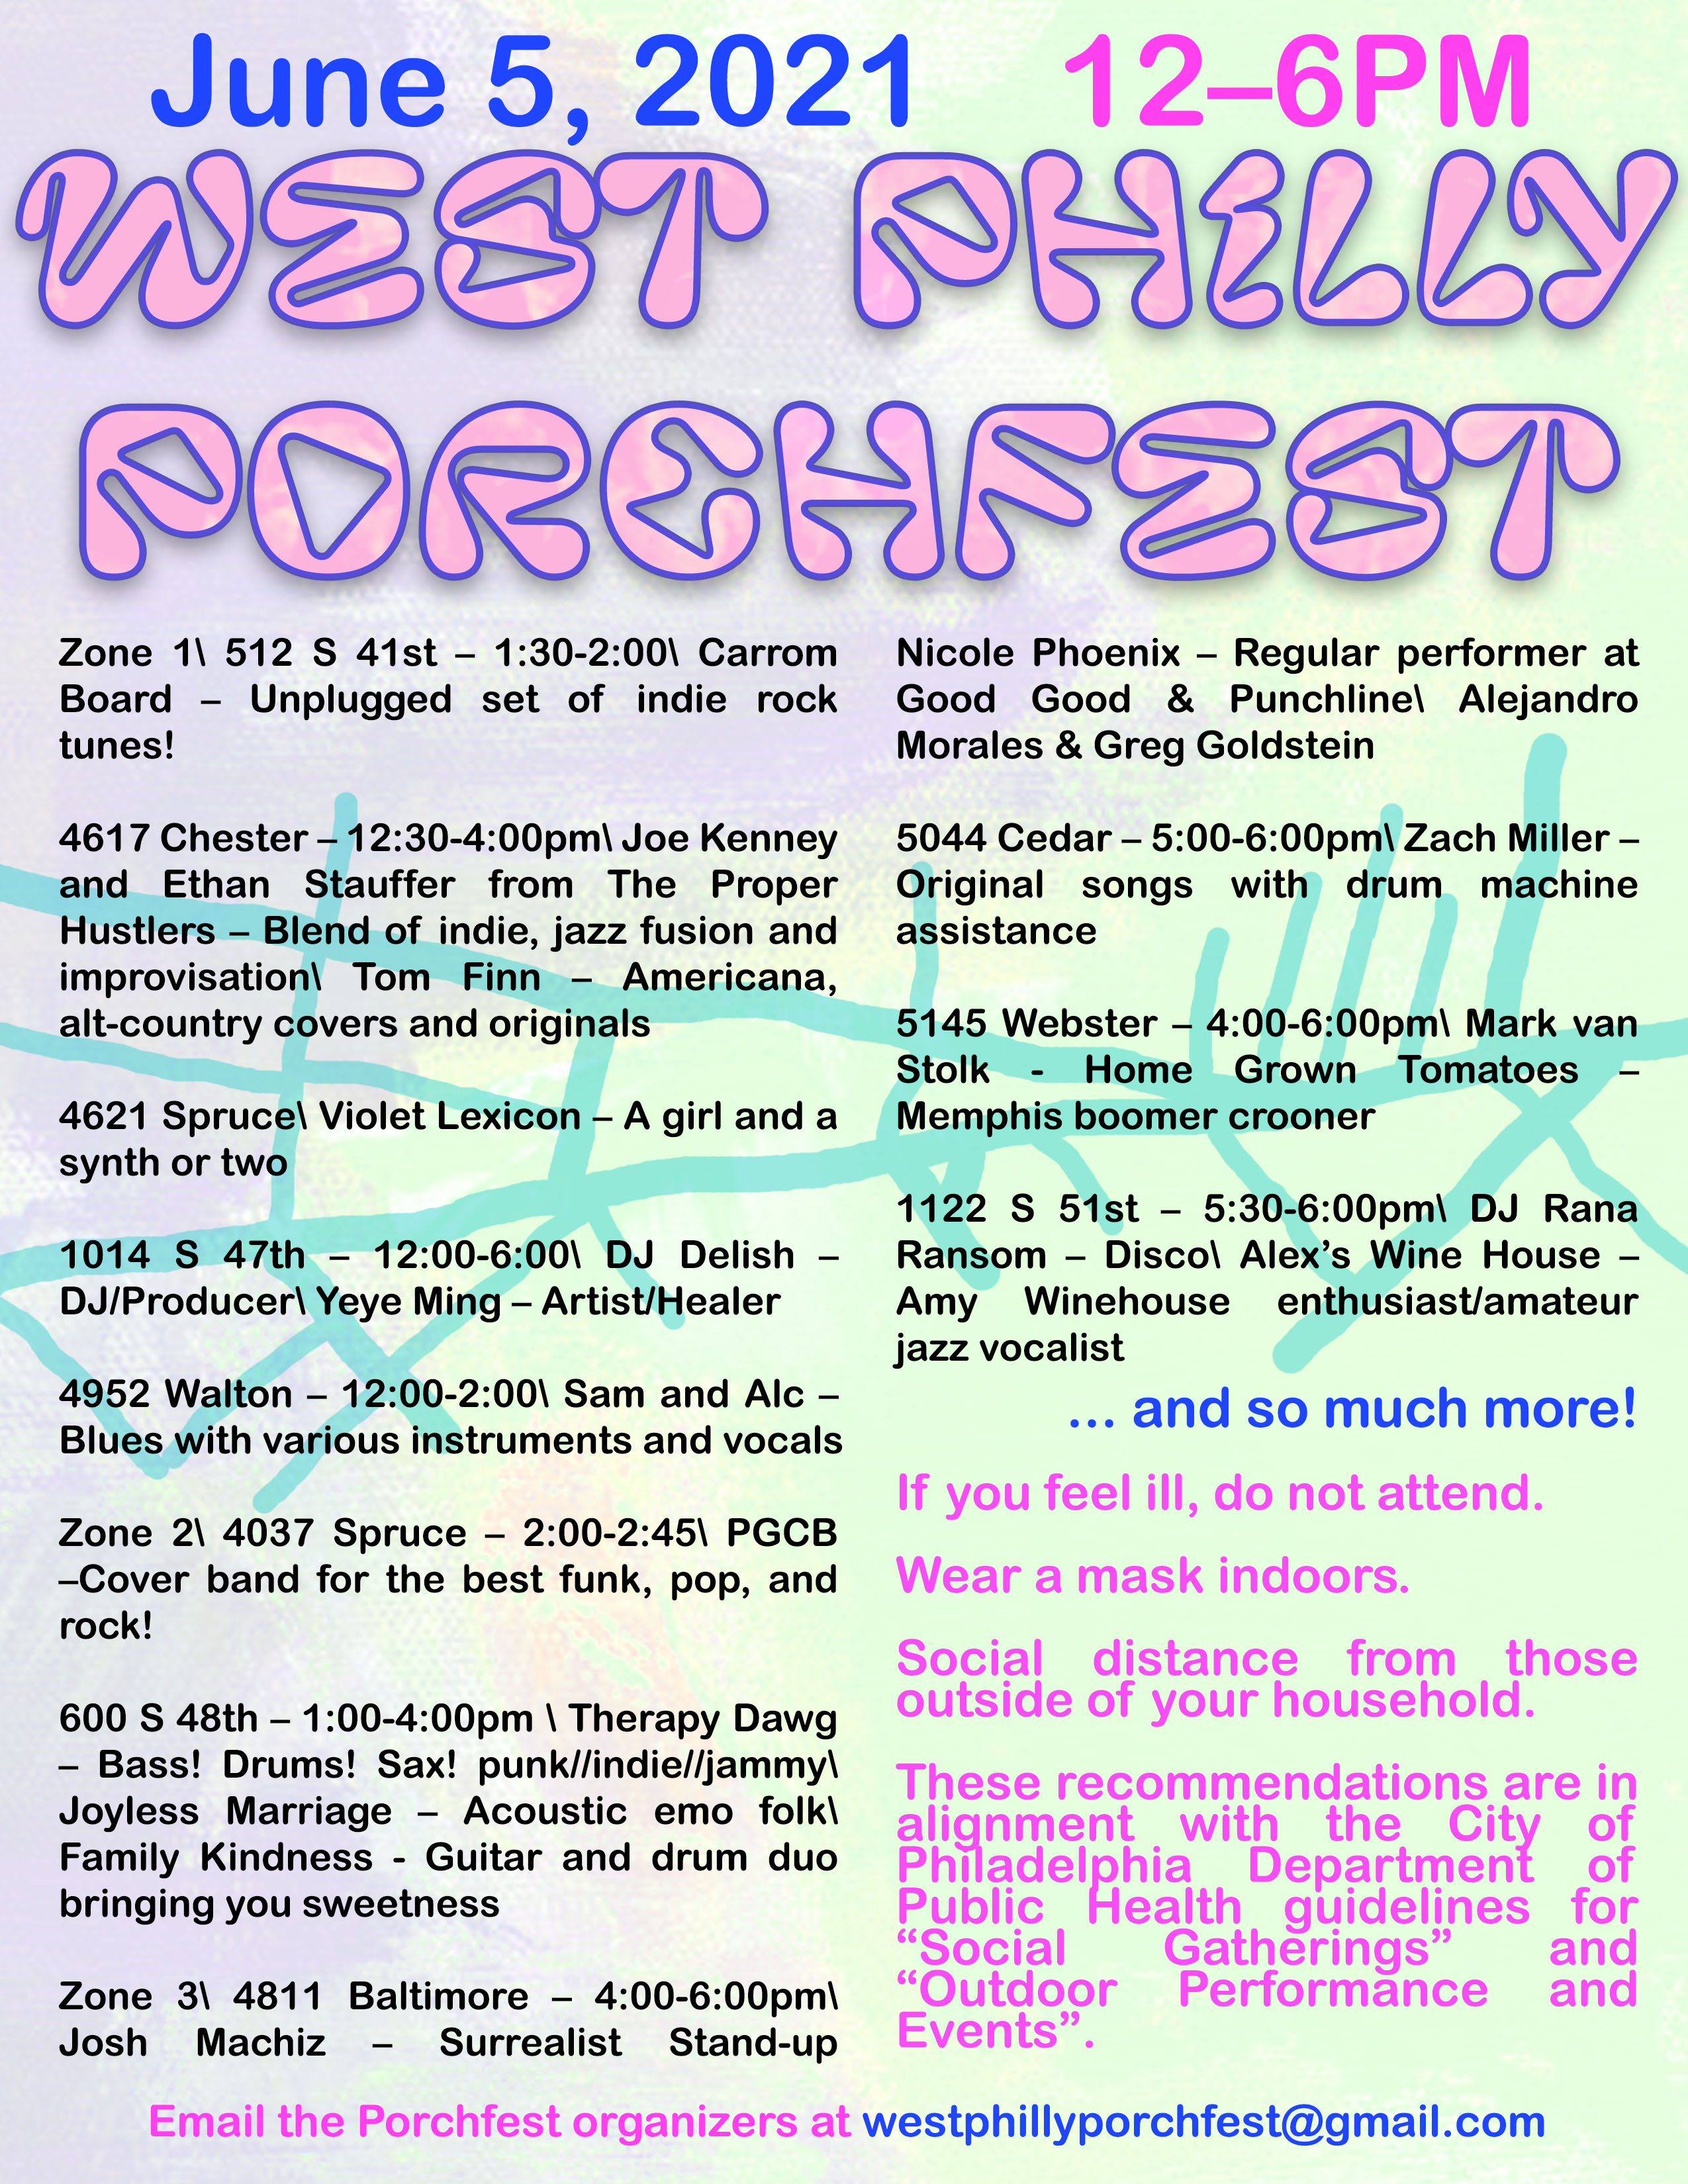 June 5, 2021 12–6PM
WEST PHILLY
PORCHFEST
Zone 1\ 512 S 41st – 1:30-2:00\ Carrom
Board – Unplugged set of indie rock
tunes!
4617 Chester – 12:30-4:00pm\ Joe Kenney
and Ethan Stauffer from The Proper
Hustlers – Blend of indie, jazz fusion and
improvisation\ Tom Finn – Americana,
alt-country covers and originals
4621 Spruce\ Violet Lexicon – A girl and a
synth or two
1014 S 47th – 12:00-6:00\ DJ Delish –
DJ/Producer\ Yeye Ming – Artist/Healer
4952 Walton – 12:00-2:00\ Sam and Alc –
Blues with various instruments and vocals
Zone 2\ 4037 Spruce – 2:00-2:45\ PGCB
–Cover band for the best funk, pop, and
rock!
600 S 48th – 1:00-4:00pm \ Therapy Dawg
– Bass! Drums! Sax! punk//indie//jammy\
Joyless Marriage – Acoustic emo folk\
Family Kindness - Guitar and drum duo
bringing you sweetness
Zone 3\ 4811 Baltimore – 4:00-6:00pm\
Josh Machiz – Surrealist Stand-up
Nicole Phoenix – Regular performer at
Good Good & Punchline\ Alejandro
Morales & Greg Goldstein
5044 Cedar – 5:00-6:00pm\ Zach Miller –
Original songs with drum machine
assistance
5145 Webster – 4:00-6:00pm\ Mark van
Stolk - Home Grown Tomatoes –
Memphis boomer crooner
1122 S 51st – 5:30-6:00pm\ DJ Rana
Ransom – Disco\ Alex’s Wine House –
Amy Winehouse enthusiast/amateur
jazz vocalist
... and so much more!
If you feel ill, do not attend.
Wear a mask indoors.
Social distance from those
outside of your household.
These recommendations are in
alignment with the City of
Philadelphia Department of
Public Health guidelines for
“Social Gatherings” and
“Outdoor Performance and
Events”.
Email the Porchfest organizers at westphillyporchfest@gmail.com